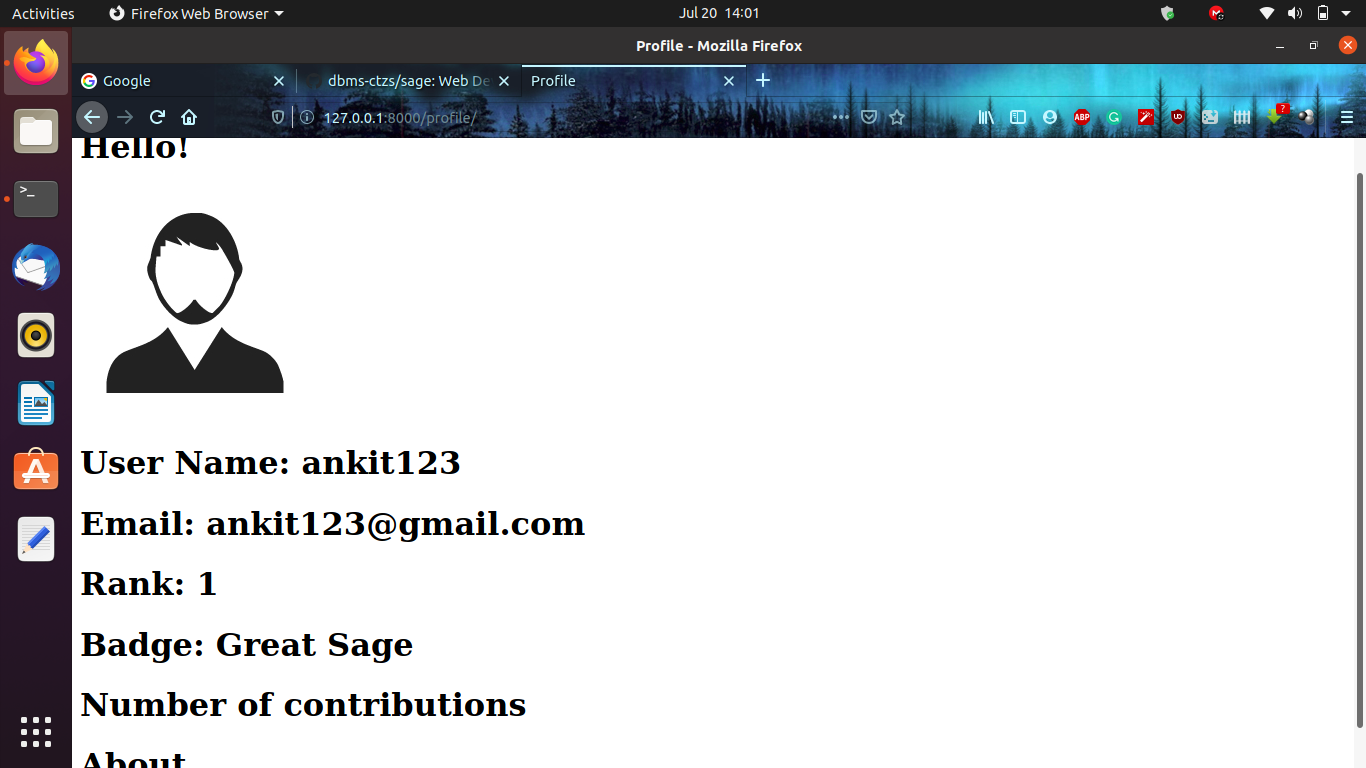 Activities Firefox Web Browser Jul 20 14:01
Profile - Mozilla Firefox
Google dbms-ctzs/sage: Web De Profile
127.0.0.1:8000/profile/
ABP
Hello!
User Name: ankit123
Email: ankit123@gmail.com
Rank: 1
Badge: Great Sage
Number of contributions
About